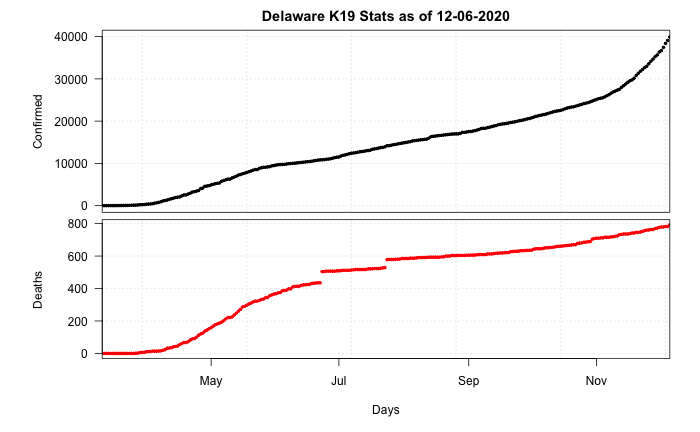 Delaware K19 Stats as of 12-06-2020
Confirmed
40000
30000
20000
10000
0
Deaths
800
600
400
200
0
May Jul Sep Nov
Days